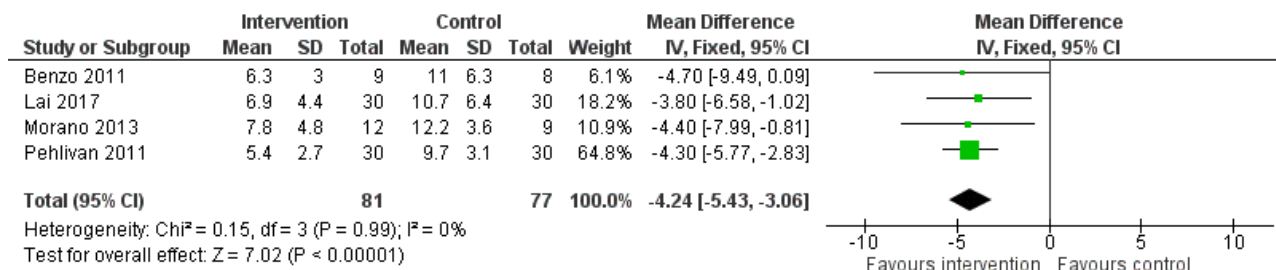 Intervention Control Mean Difference Mean Difference
Study or Subgroup Mean SD Total Mean SD Total Weight IV, Fixed, 95% CI IV, Fixed, 95% CI
Benzo 2011 6.3 3 9 11 6.3 8 6.1% -4.70 [-9.49, 0.09]
Lai 2017 6.9 4.4 30 10.7 6.4 30 18.2% -3.80 [-6.58, -1.02]
Morano 2013 7.8 4.8 12 12.2 3.6 9 10.9% -4.40 [-7.99, -0.81]
Pehlivan 2011 5.4 2.7 30 9.7 3.1 30 64.8% -4.30 [-5.77, -2.83]
Total (95% CI) 81 77 100.0% -4.24 [-5.43, -3.06]
Heterogeneity: Chi² = 0.15, df = 3 (P = 0.99); I² = 0%
Test for overall effect: Z = 7.02 (P < 0.00001)
-10 -5 0 5 10
Favours intervention Favours control